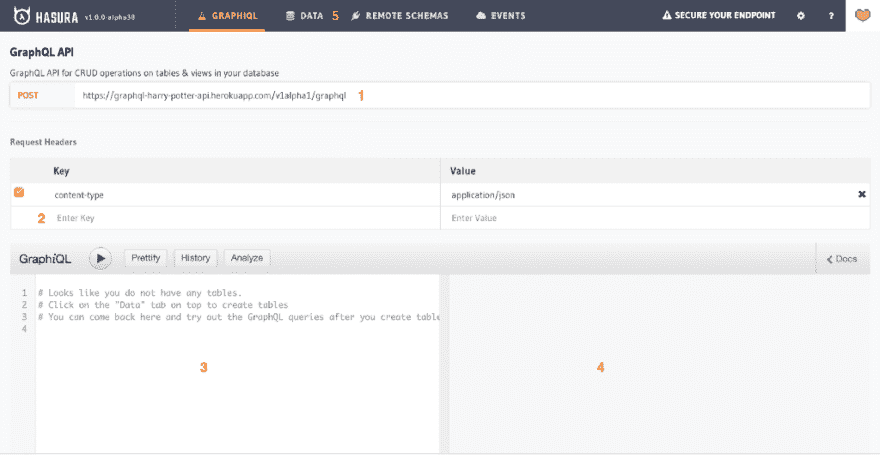 HASURA v1.0.0-alpha38 GRAPHIQL DATA 5 REMOTE SCHEMAS EVENTS SECURE YOUR ENDPOINT ?
GraphQL API
GraphQL API for CRUD operations on tables & views in your database
POST https://graphql-harry-potter-api.herokuapp.com/v1alpha1/graphql 1
Request Headers
Key Value
content-type application/json
2 Enter Key Enter Value
GraphiQL Prettify History Analyze Docs
1 # Looks like you do not have any tables.
2 # Click on the "Data" tab on top to create tables
3 # You can come back here and try out the GraphQL queries after you create table
4
3 4